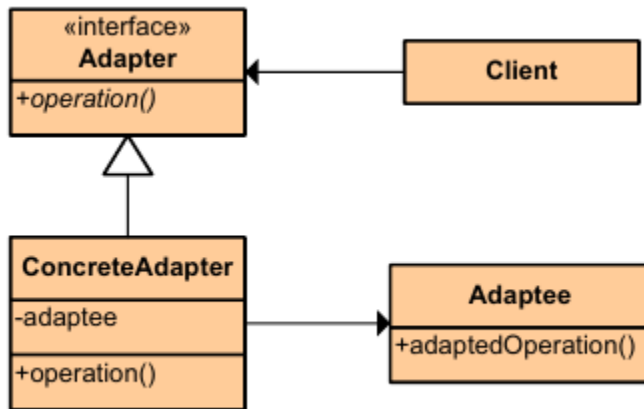 «interface»
Adapter
+operation()
Client
ConcreteAdapter
-adaptee
+operation()
Adaptee
+adaptedOperation()